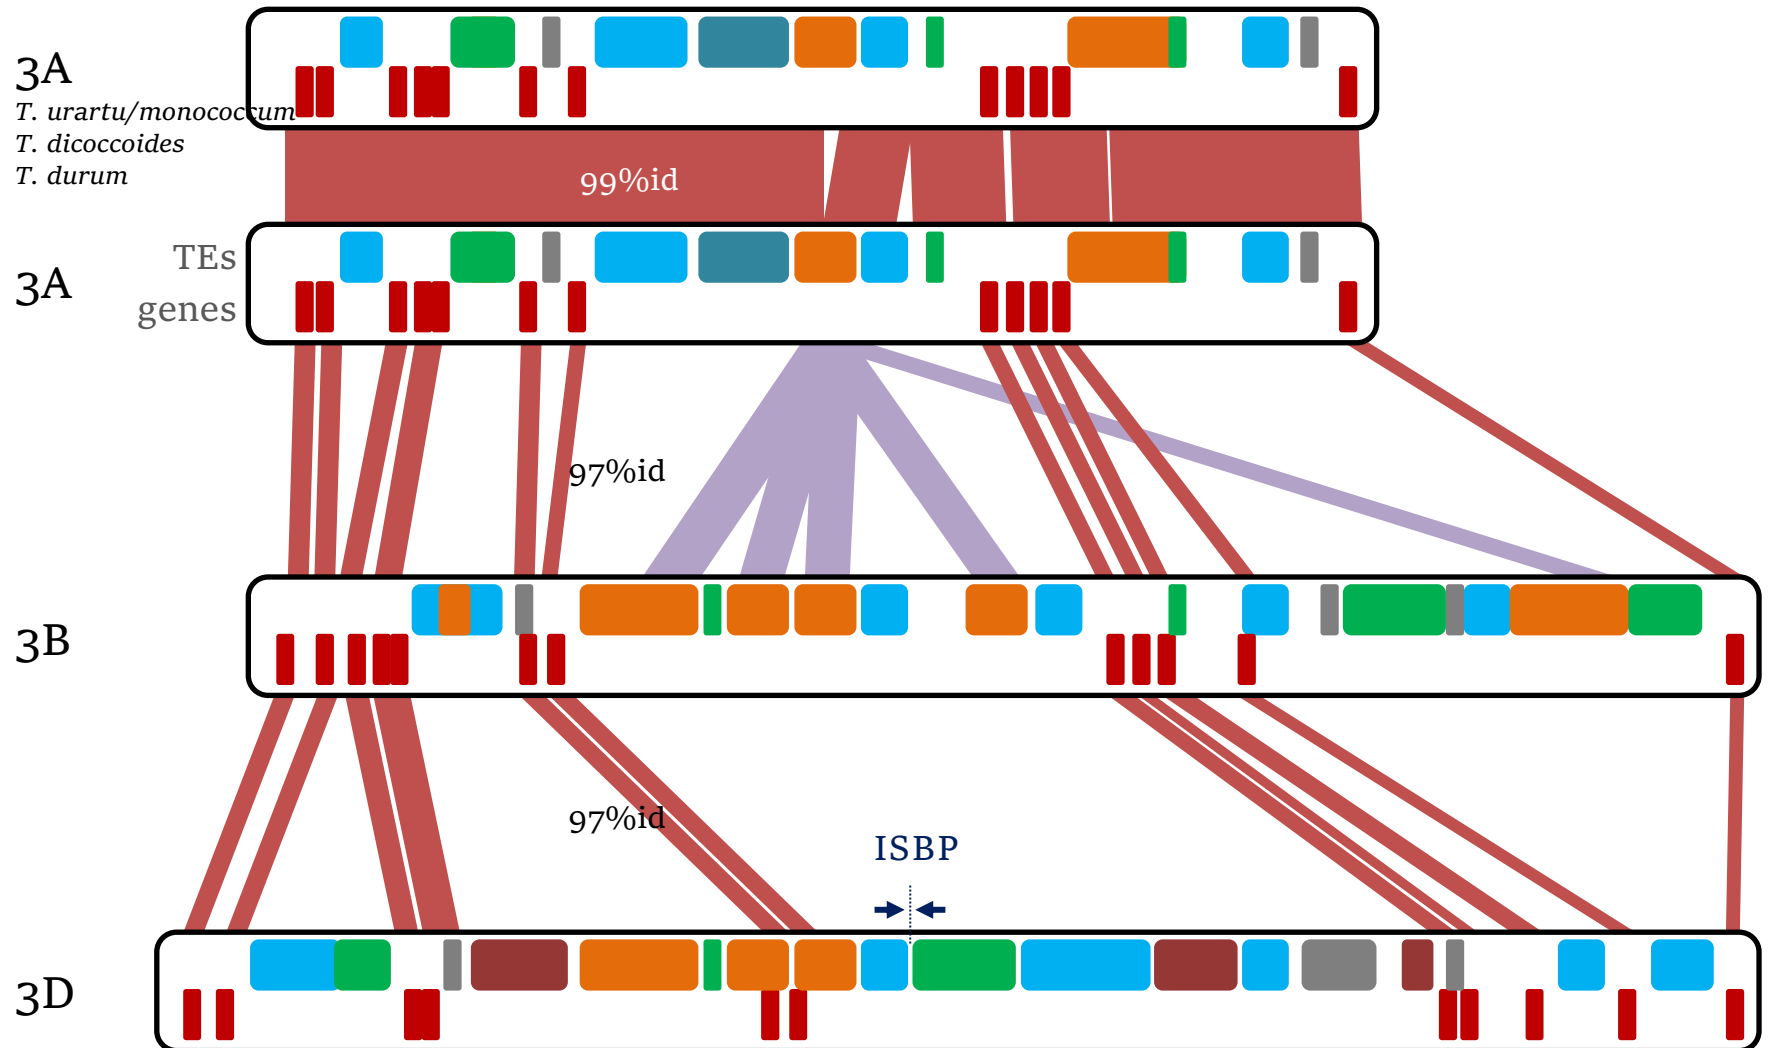 3A
T. urartu/monococcum
T. dicoccoides
T. durum
99%id
TEs
3A
genes
97%id
3B
97%id
ISBP
3D